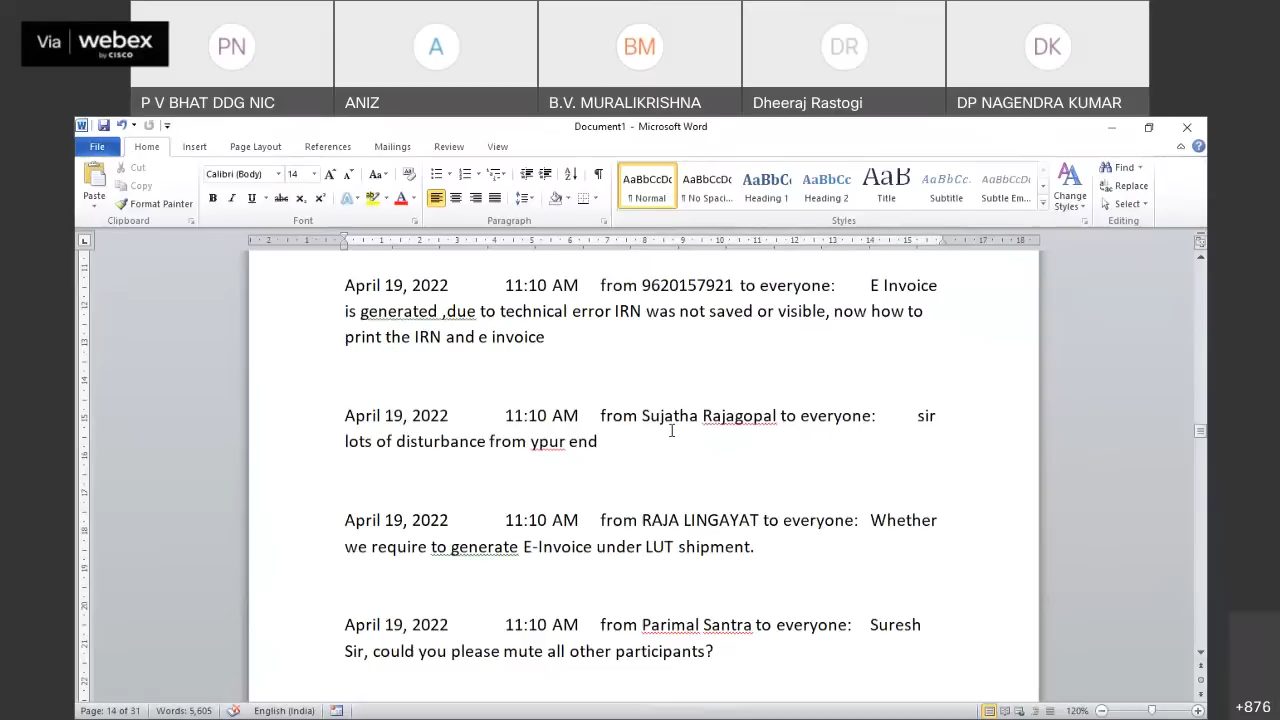 Via webex
by CISCO
PN A BM DR DK
P V BHAT DDG NIC ANIZ B.V. MURALIKRISHNA Dheeraj Rastogi DP NAGENDRA KUMAR
Document1 - Microsoft Word
File Home Insert Page Layout References Mailings Review View
Cut
Copy
Format Painter
Paste
Calibri (Body) 14
AaBbCcDc AaBbCcDc AaBbC AaBbCc AaB AaBbCc. AaBbCcDc
¶ Normal ¶ No Spaci... Heading 1 Heading 2 Title Subtitle Subtle Em...
Change Styles
Find
Replace
Select
Clipboard Font Paragraph Styles Editing
April 19, 2022 11:10 AM from 9620157921 to everyone: E Invoice
is generated ,due to technical error IRN was not saved or visible, now how to
print the IRN and e invoice
April 19, 2022 11:10 AM from Sujatha Rajagopal to everyone: sir
lots of disturbance from ypur end
April 19, 2022 11:10 AM from RAJA LINGAYAT to everyone: Whether
we require to generate E-Invoice under LUT shipment.
April 19, 2022 11:10 AM from Parimal Santra to everyone: Suresh
Sir, could you please mute all other participants?
Page: 14 of 31 Words: 5,605 English (India) 120%
+876